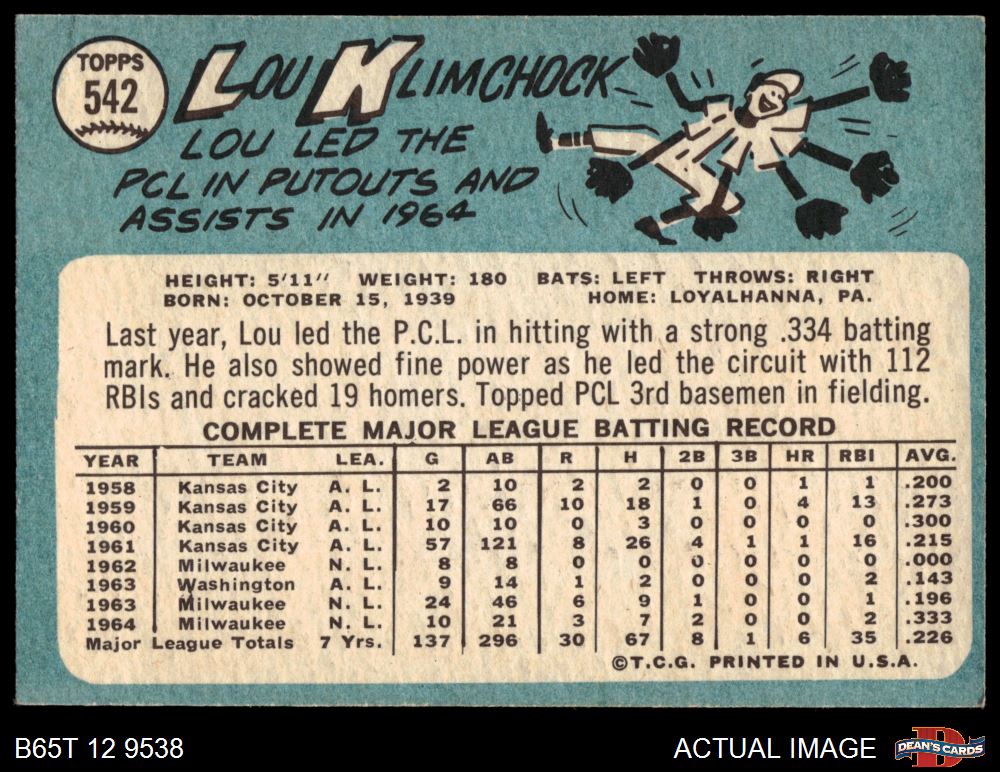 TOPPS
542
LOU KLIMCHOCK
LOU LED THE
PCL IN PUTOUTS AND
ASSISTS IN 1964
HEIGHT: 5'11" WEIGHT: 180 BATS: LEFT THROWS: RIGHT
BORN: OCTOBER 15, 1939 HOME: LOYALHANNA, PA.
Last year, Lou led the P.C.L. in hitting with a strong .334 batting
mark. He also showed fine power as he led the circuit with 112
RBIs and cracked 19 homers. Topped PCL 3rd basemen in fielding.
COMPLETE MAJOR LEAGUE BATTING RECORD
YEAR TEAM LEA. G AB R H 2B 3B HR RBI AVG.
1958 Kansas City A. L. 2 10 2 2 0 0 1 1 .200
1959 Kansas City A. L. 17 66 10 18 1 0 4 13 .273
1960 Kansas City A. L. 10 10 0 3 0 0 0 0 .300
1961 Kansas City A. L. 57 121 8 26 4 1 1 16 .215
1962 Milwaukee N. L. 8 8 0 0 0 0 0 0 .000
1963 Washington A. L. 9 14 1 2 0 0 0 2 .143
1963 Milwaukee N. L. 24 46 6 9 1 0 0 1 .196
1964 Milwaukee N. L. 10 21 3 7 2 0 0 2 .333
Major League Totals 7 Yrs. 137 296 30 67 8 1 6 35 .226
©T.C.G. PRINTED IN U.S.A.
B65T 12 9538
ACTUAL IMAGE
D
DEAN'S CARDS